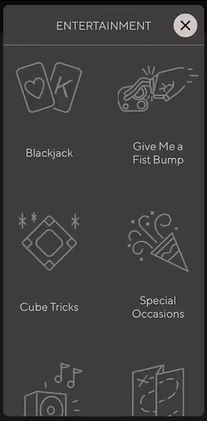 ENTERTAINMENT
K
Blackjack
Give Me a
Fist Bump
Cube Tricks
Special
Occasions